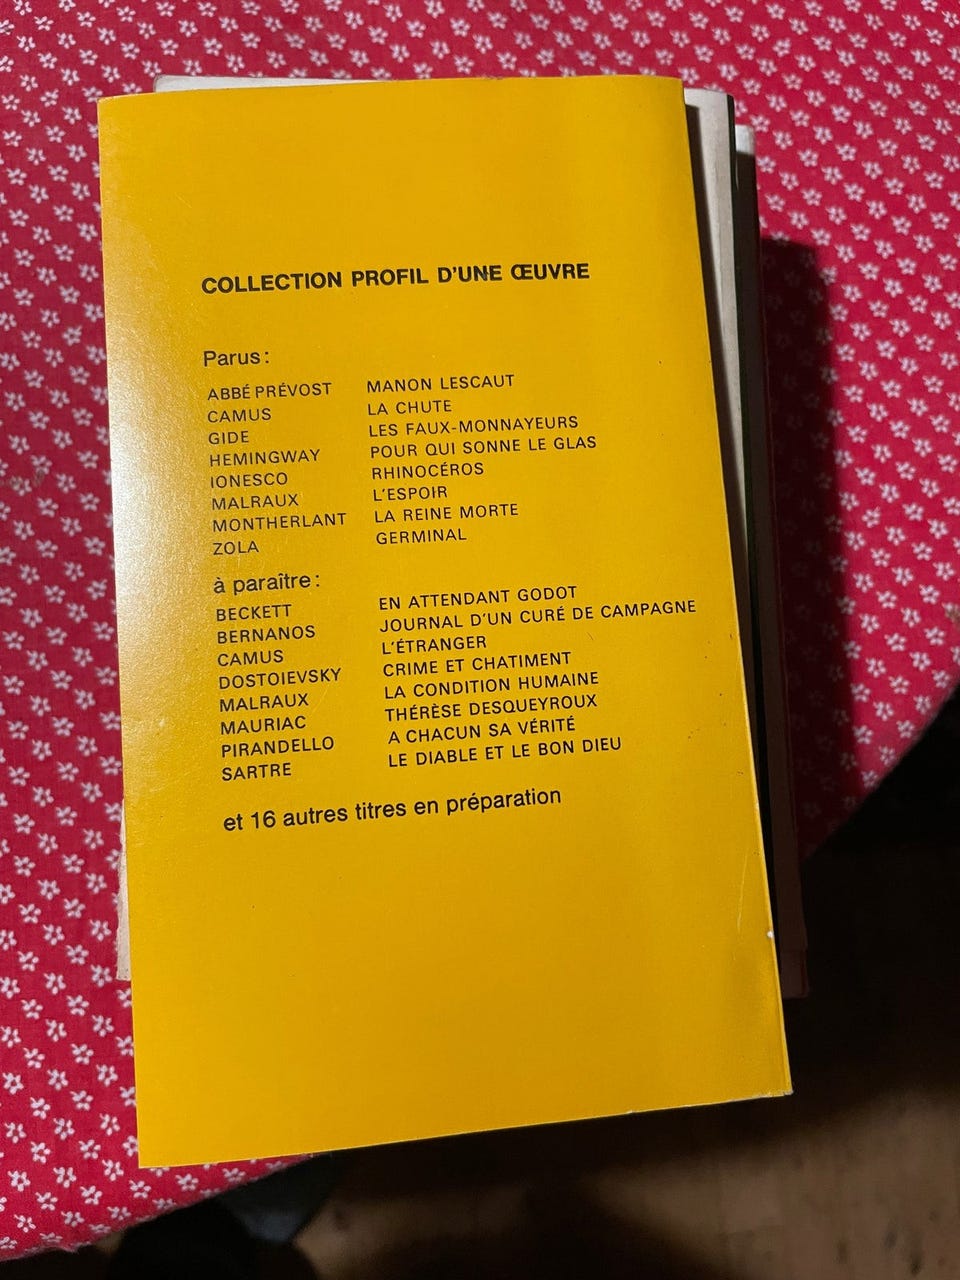 COLLECTION PROFIL D'UNE ŒUVRE
Parus :
ABBÉ PRÉVOST MANON LESCAUT
CAMUS LA CHUTE
GIDE LES FAUX-MONNAYEURS
HEMINGWAY POUR QUI SONNE LE GLAS
IONESCO RHINOCÉROS
MALRAUX L'ESPOIR
MONTHERLANT LA REINE MORTE
ZOLA GERMINAL
à paraître :
BECKETT EN ATTENDANT GODOT
BERNANOS JOURNAL D'UN CURÉ DE CAMPAGNE
CAMUS L'ÉTRANGER
DOSTOIEVSKY CRIME ET CHATIMENT
MALRAUX LA CONDITION HUMAINE
MAURIAC THÉRÈSE DESQUEYROUX
PIRANDELLO A CHACUN SA VÉRITÉ
SARTRE LE DIABLE ET LE BON DIEU
et 16 autres titres en préparation